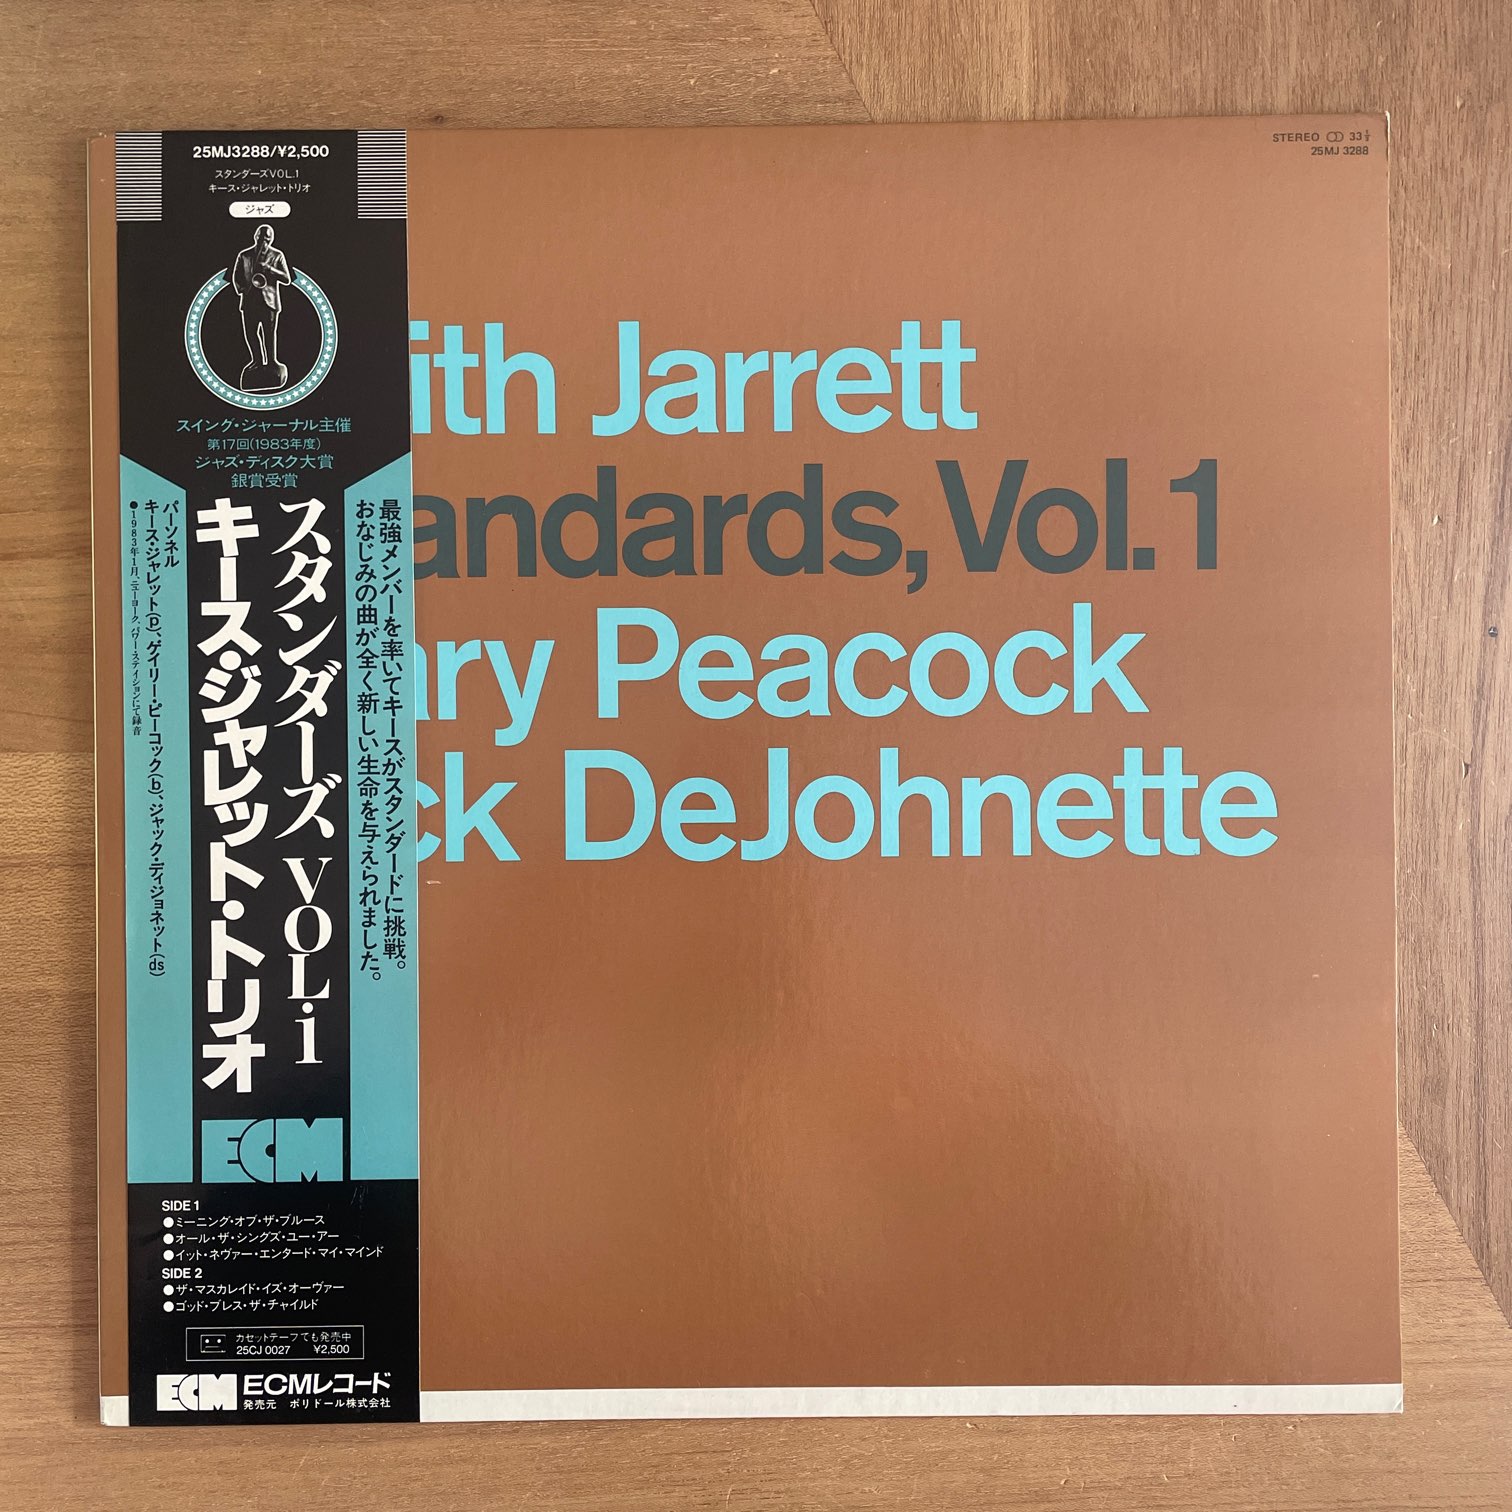 25MJ3288/¥2,500
スタンダーズVOL.1
キース・ジャレット・トリオ
ジャズ
スイング・ジャーナル主催
第17回(1983年度)
ジャズ・ディスク大賞
銀賞受賞
最強メンバーを率いてキースがスタンダードに挑戦。
おなじみの曲が全く新しい生命を与えられました。
スタンダーズ VOL.1
キース・ジャレット・トリオ
パーソネル
キース・ジャレット(p)、ゲイリー・ピーコック(b)、ジャック・ディジョネット(ds)
●1983年1月、ニューヨーク、パワー・ステイションにて録音
ECM
SIDE 1
●ミーニング・オブ・ザ・ブルース
●オール・ザ・シングズ・ユー・アー
●イット・ネヴァー・エンタード・マイ・マインド
SIDE 2
●ザ・マスカレイド・イズ・オーヴァー
●ゴッド・ブレス・ザ・チャイルド
カセットテープでも発売中
25CJ 0027 ¥2,500
ECM ECMレコード
発売元 ポリドール株式会社
STEREO 33⅓
25MJ 3288
ith Jarrett
andards, Vol. 1
ary Peacock
ck DeJohnette